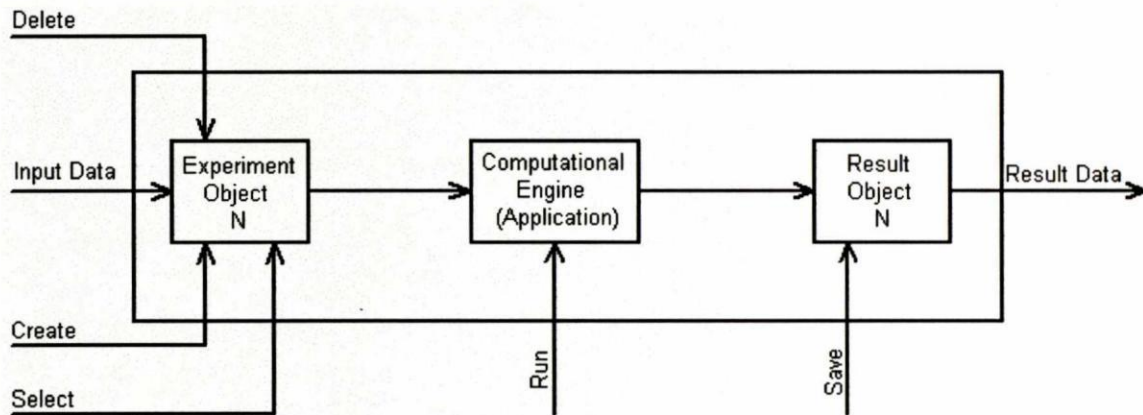 Delete
Input Data
Experiment
Object
N
Computational
Engine
(Application)
Result
Object
N
Result Data
Create
Select
Run
Save